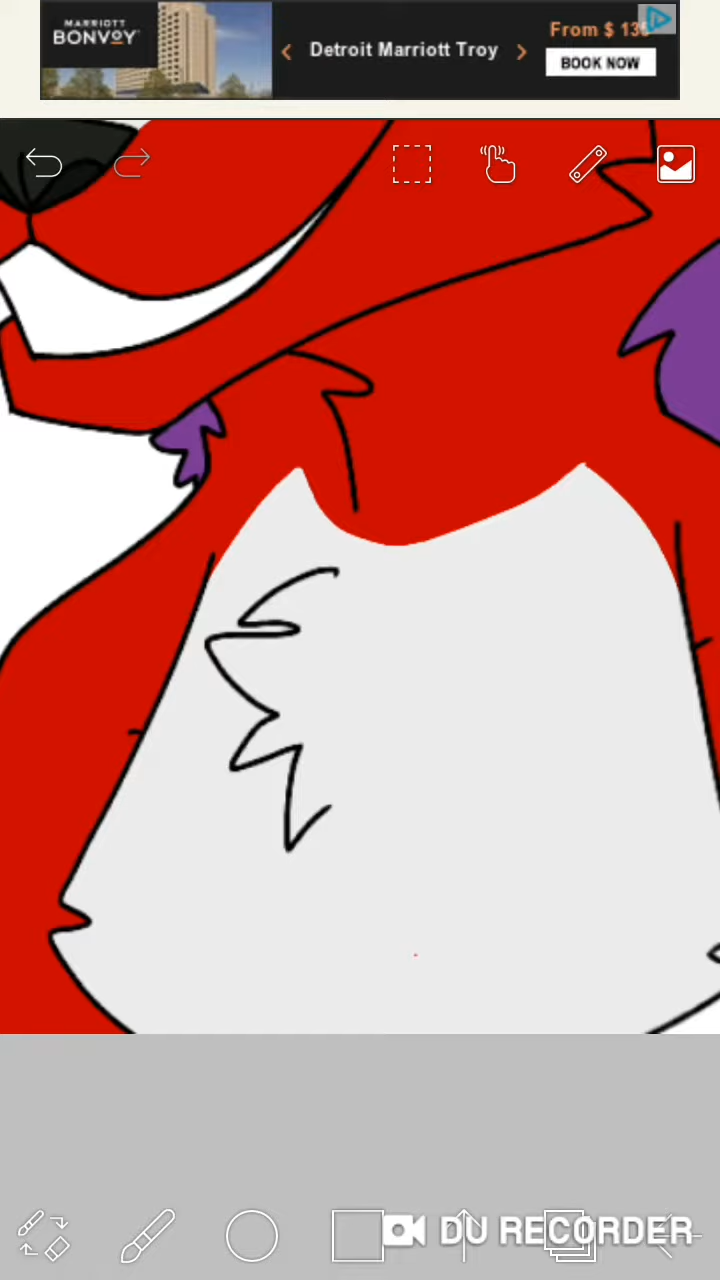 MARRIOTT
BONVOY
Detroit Marriott Troy
From $ 13
BOOK NOW
DU RECORDER